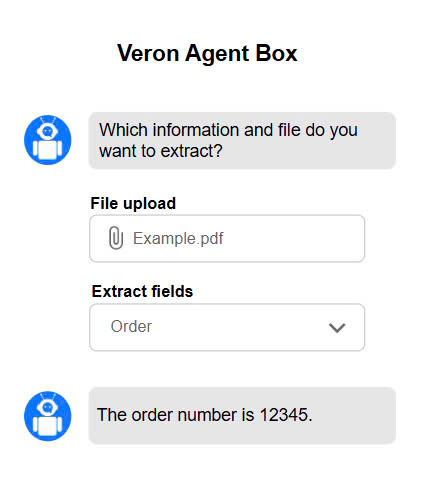 Veron Agent Box
Which information and file do you
want to extract?
File upload
Example.pdf
Extract fields
Order
The order number is 12345.